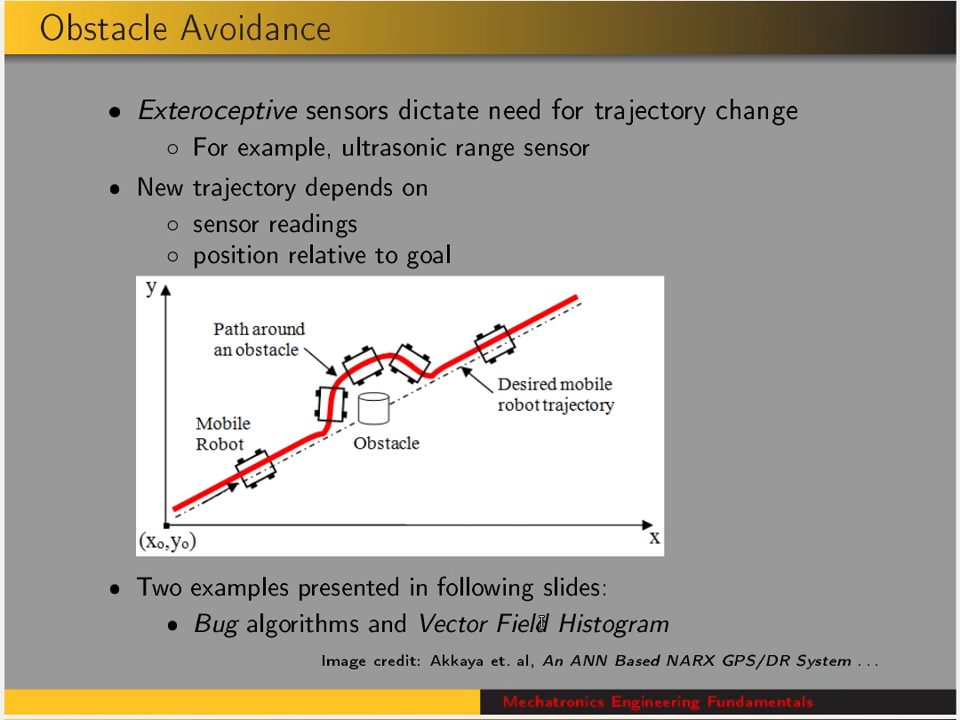 Obstacle Avoidance
• Exteroceptive sensors dictate need for trajectory change
○ For example, ultrasonic range sensor
• New trajectory depends on
○ sensor readings
○ position relative to goal
y
Path around
an obstacle
Desired mobile
robot trajectory
Mobile
Robot
Obstacle
(x₀,y₀)
x
• Two examples presented in following slides:
• Bug algorithms and Vector Field Histogram
Image credit: Akkaya et. al, An ANN Based NARX GPS/DR System ...
Mechatronics Engineering Fundamentals